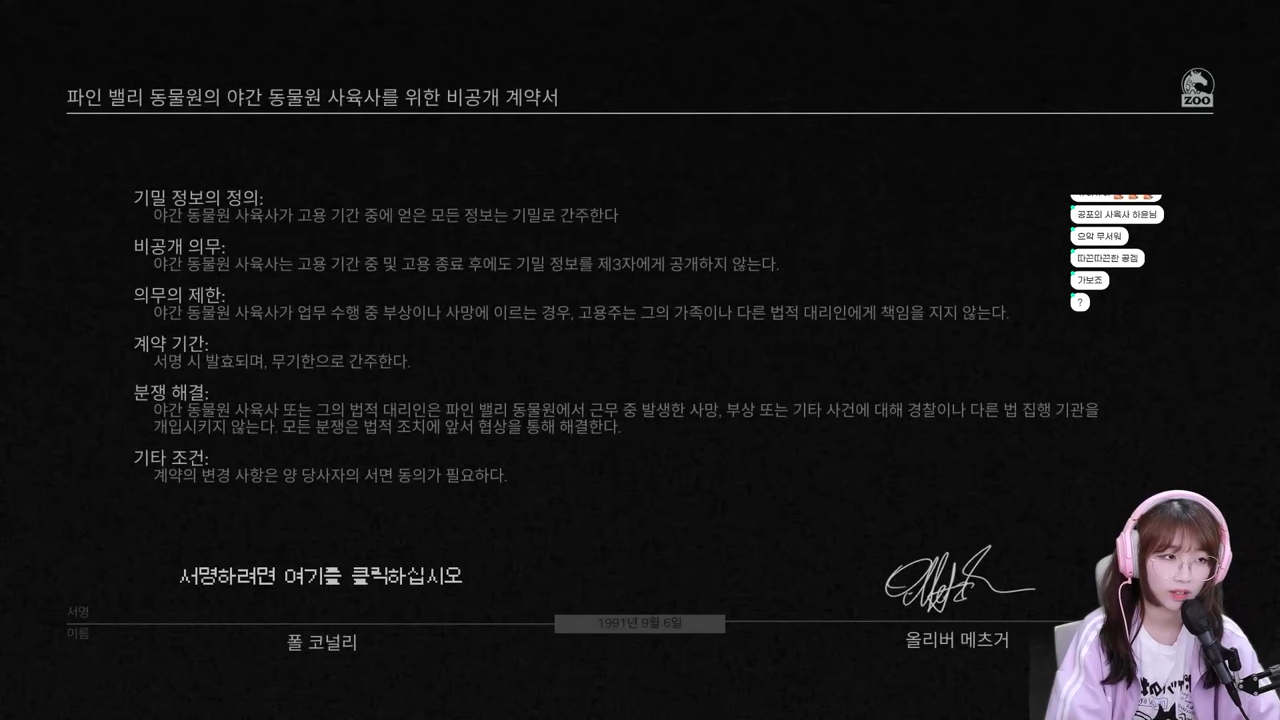 파인 밸리 동물원의 야간 동물원 사육사를 위한 비공개 계약서
ZOO
기밀 정보의 정의:
야간 동물원 사육사가 고용 기간 중에 얻은 모든 정보는 기밀로 간주한다
비공개 의무:
야간 동물원 사육사는 고용 기간 중 및 고용 종료 후에도 기밀 정보를 제3자에게 공개하지 않는다.
의무의 제한:
야간 동물원 사육사가 업무 수행 중 부상이나 사망에 이르는 경우, 고용주는 그의 가족이나 다른 법적 대리인에게 책임을 지지 않는다.
계약 기간:
서명 시 발효되며, 무기한으로 간주한다.
분쟁 해결:
야간 동물원 사육사 또는 그의 법적 대리인은 파인 밸리 동물원에서 근무 중 발생한 사망, 부상 또는 기타 사건에 대해 경찰이나 다른 법 집행 기관을
개입시키지 않는다. 모든 분쟁은 법적 조치에 앞서 협상을 통해 해결한다.
기타 조건:
계약의 변경 사항은 양 당사자의 서면 동의가 필요하다.
공포의 사육사 하윤님
으악 무서워
따끈따끈한 공겜
가보죠
?
서명하려면 여기를 클릭하십시오
서명
이름
폴 코널리
1991년 9월 6일
올리버 메츠거